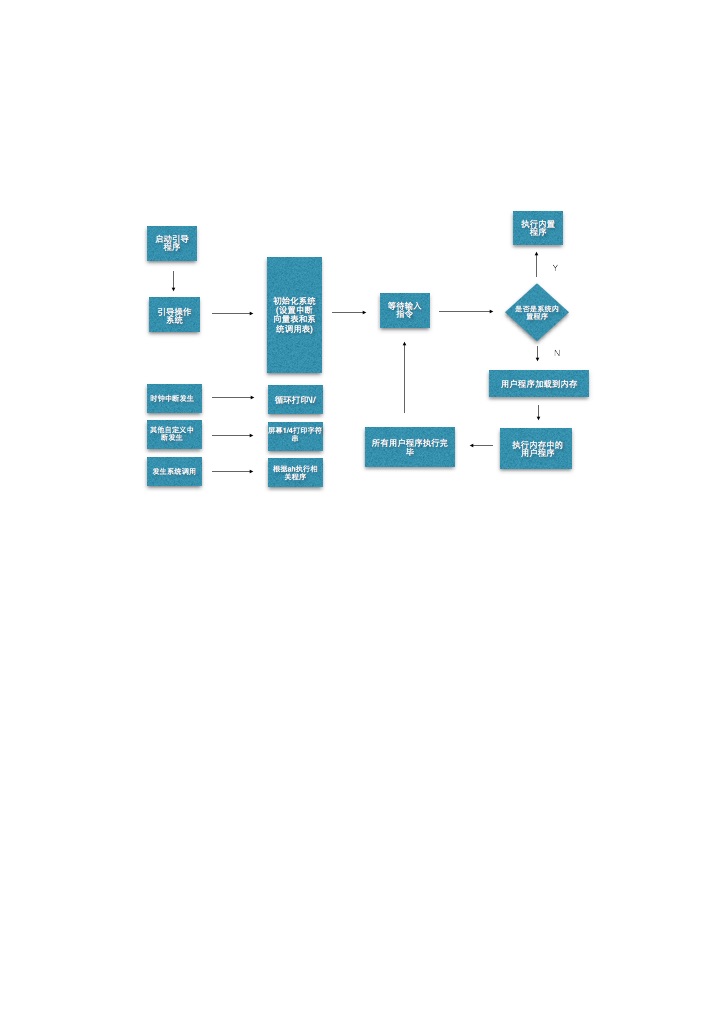 启动引导
程序
引导操作
系统
初始化系统
(设置中断
向量表和系
统调用表)
等待输入
指令
执行内置
程序
Y
是否是系统内
置程序
N
用户程序加载到内存
执行内存中的
用户程序
所有用户程序执行完
毕
时钟中断发生
循环打印\/
其他自定义中
断发生
屏幕1/4打印字符
串
发生系统调用
根据ah执行相
关程序